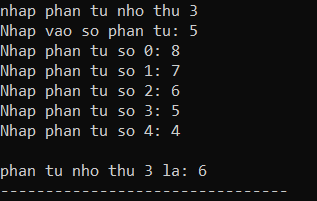 nhap phan tu nho thu 3
Nhap vao so phan tu: 5
Nhap phan tu so 0: 8
Nhap phan tu so 1: 7
Nhap phan tu so 2: 6
Nhap phan tu so 3: 5
Nhap phan tu so 4: 4
phan tu nho thu 3 la: 6
--------------------------------